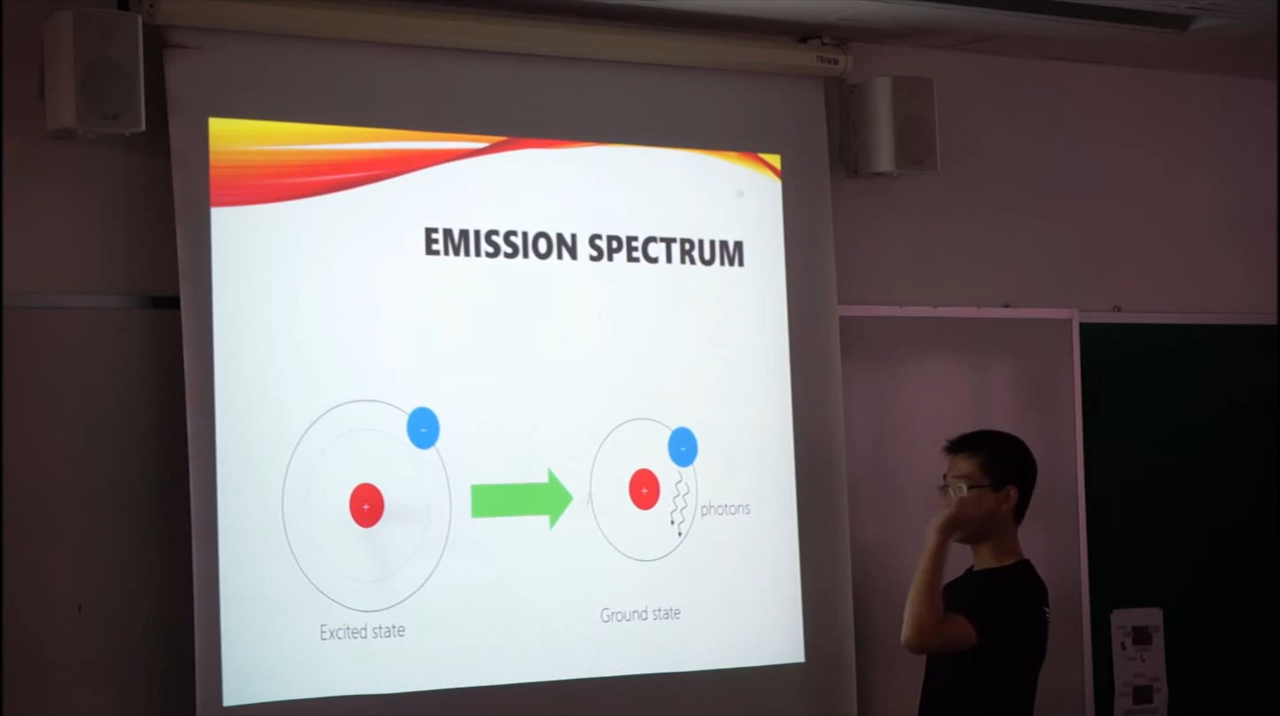 EMISSION SPECTRUM
-
-
+
+
photons
Excited state
Ground state